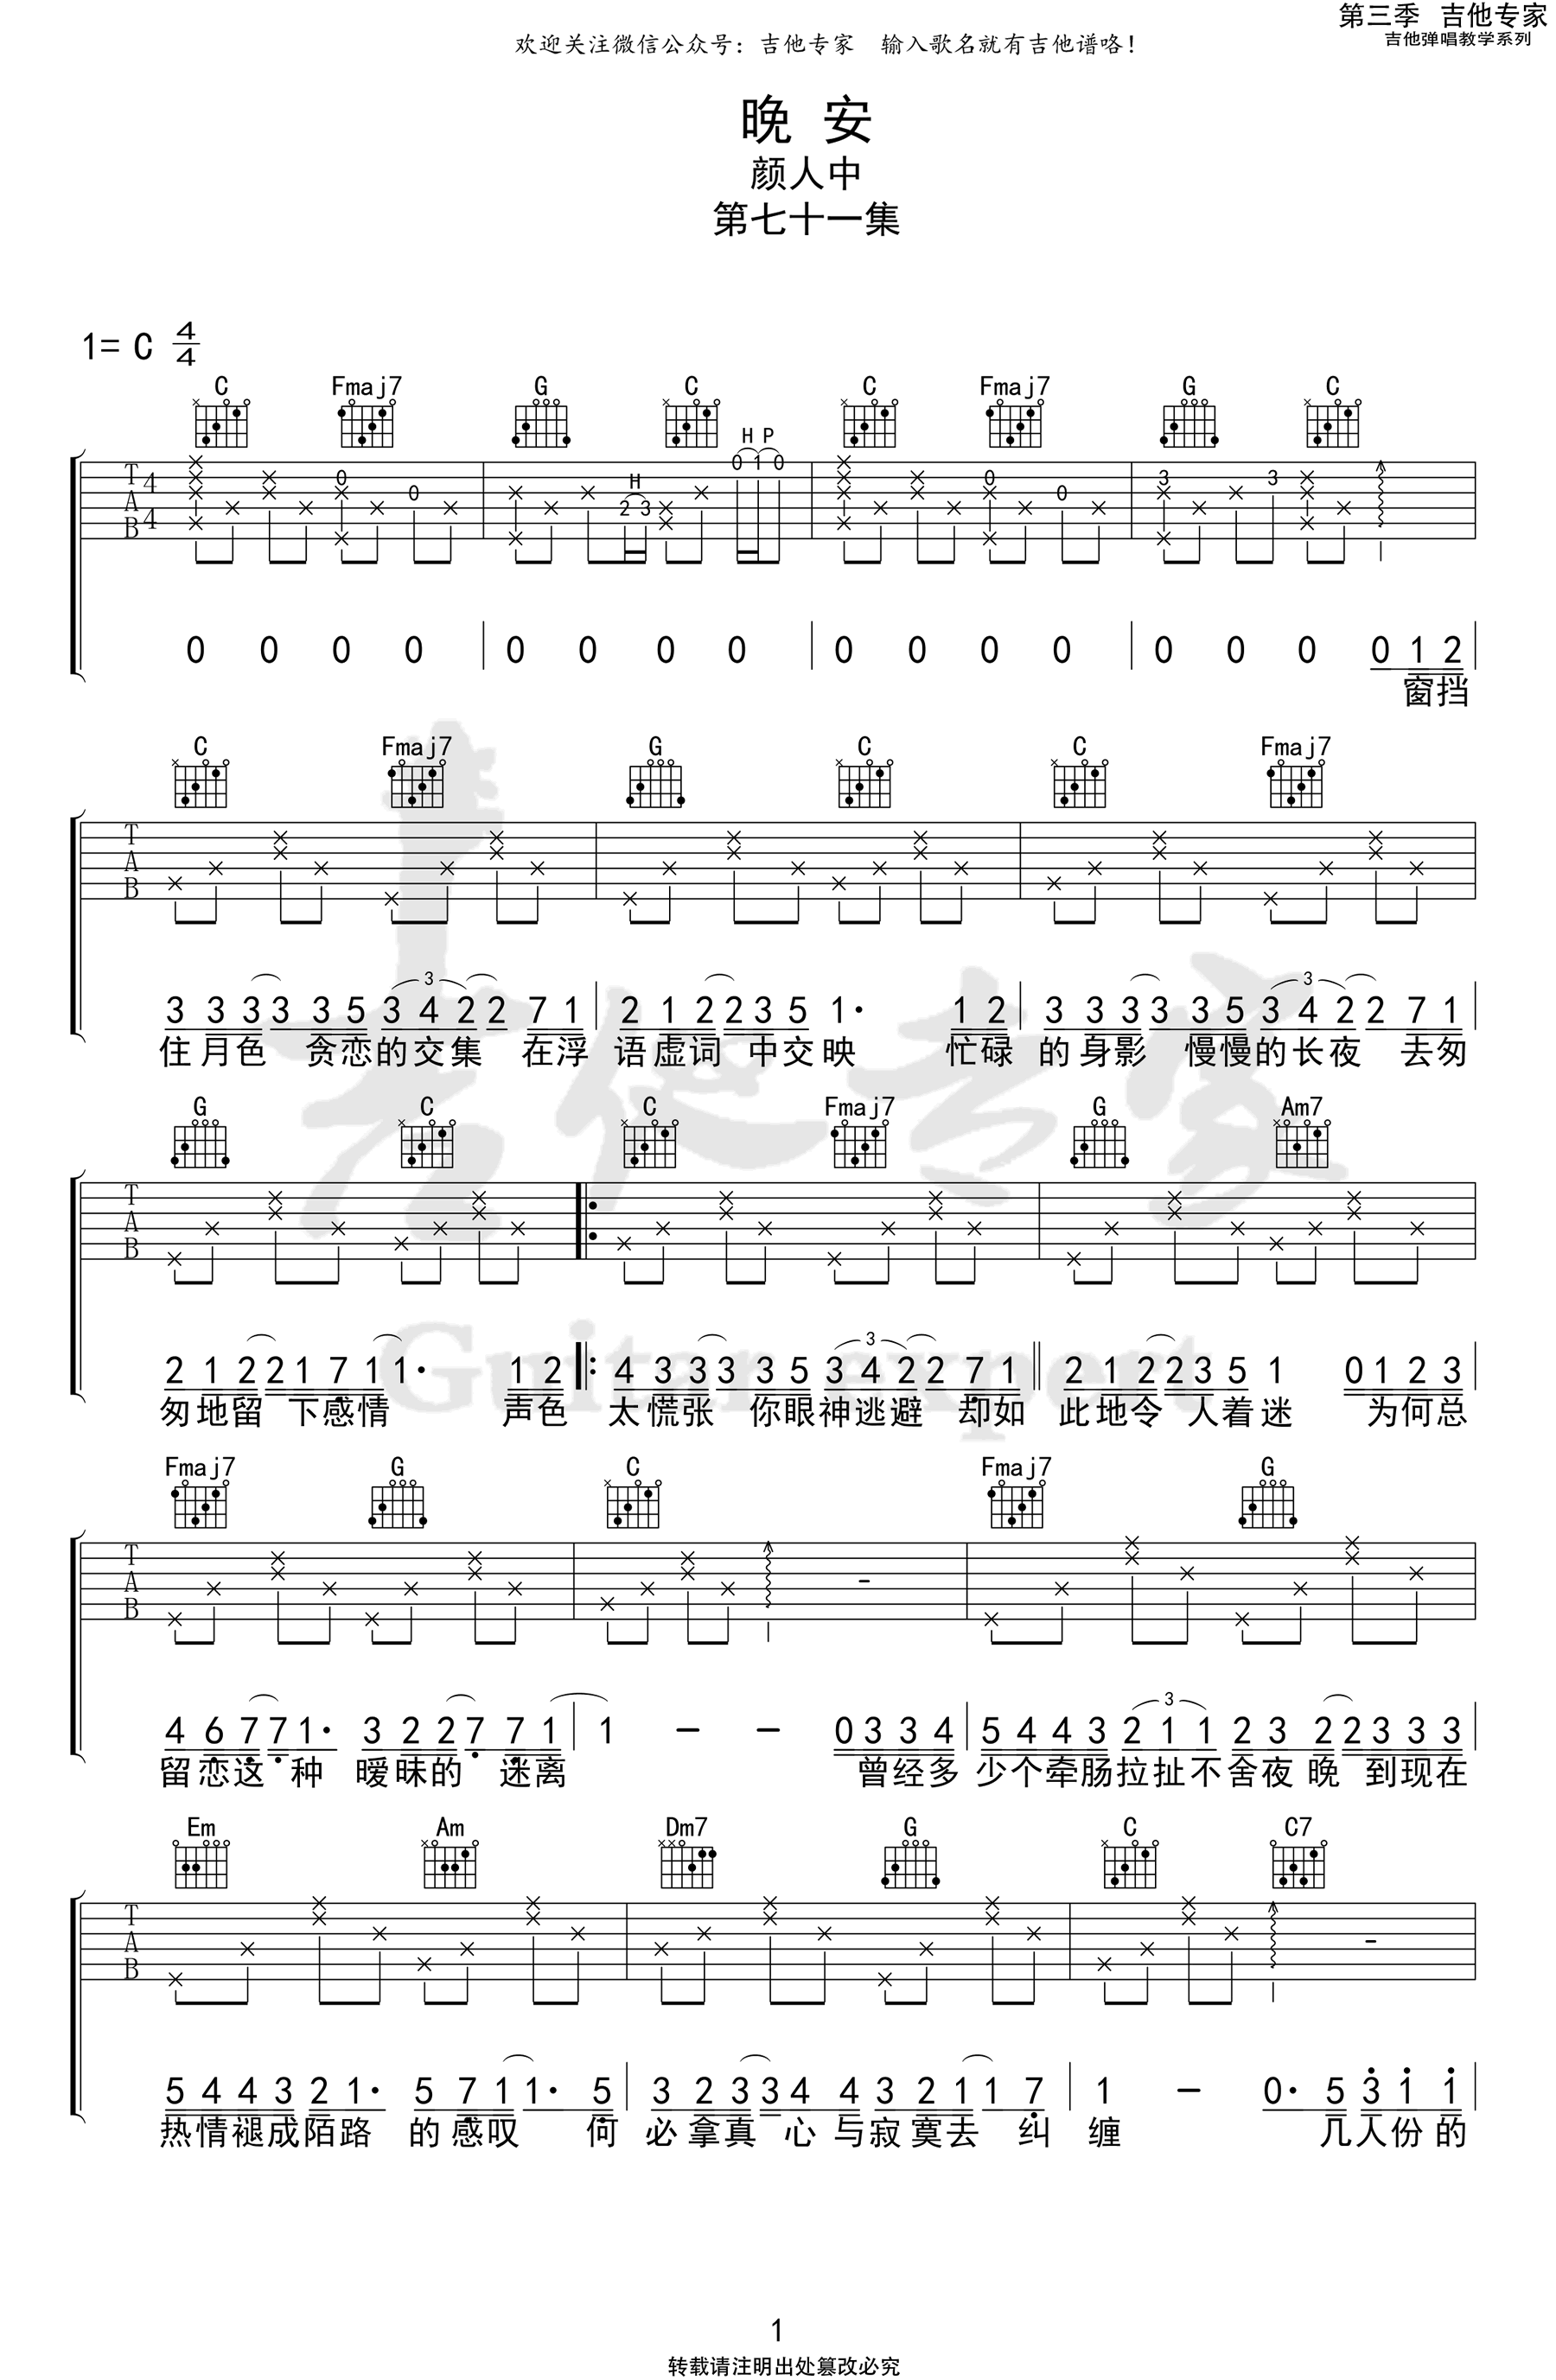 第三季 吉他专家
吉他弹唱教学系列
欢迎关注微信公众号：吉他专家 输入歌名就有吉他谱咯！
晚 安
颜人中
第七十一集
1= C 4/4
C Fmaj7 G C C Fmaj7 G C
H P
0 1 0
0 0 3 3
H
2 3 0 0
T A B 4 4
0 0 0 0 | 0 0 0 0 | 0 0 0 0 | 0 0 0 0 1 2
窗挡
C Fmaj7 G C C Fmaj7
T A B
3 3 3 3 3 5 3 4 2 2 7 1 | 2 1 2 2 3 5 1· 1 2 | 3 3 3 3 3 5 3 4 2 2 7 1
住月色 贪恋的交集 在浮 语虚词 中交映 忙碌 的身影 慢慢的长夜 去匆
G C C Fmaj7 G Am7
T A B
2 1 2 2 1 7 1 1· 1 2 |: 4 3 3 3 3 5 3 4 2 2 7 1 || 2 1 2 2 3 5 1 0 1 2 3
匆地留 下感情 声色 太慌张 你眼神逃避 却如 此地令 人着迷 为何总
Fmaj7 G C Fmaj7 G
T A B
4 6 7 7 1· 3 2 2 7 7 1 | 1 - - 0 3 3 4 | 5 4 4 3 2 1 1 2 3 2 2 3 3 3
留恋这 种 暧昧的 迷离 曾经多 少个牵肠拉扯不舍夜 晚 到现在
Em Am Dm7 G C C7
T A B
5 4 4 3 2 1· 5 7 1 1· 5 | 3 2 3 3 4 4 3 2 1 1 7 | 1 - 0· 5 3 1 1
热情褪成陌路 的感叹 何 必拿真 心 与寂寞去 纠 缠 几人份的
Guitar expert
1
转载请注明出处篡改必究